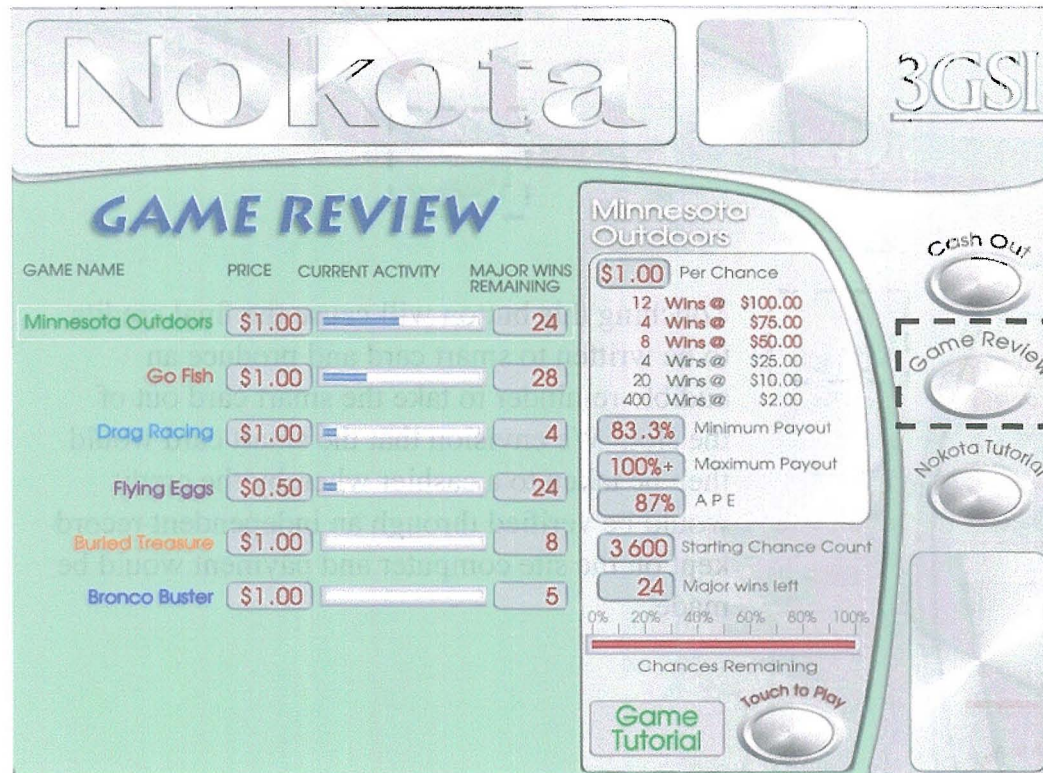 Nokota
3GSI
GAME REVIEW
GAME NAME PRICE CURRENT ACTIVITY MAJOR WINS REMAINING
Minnesota Outdoors $1.00 24
Go Fish $1.00 28
Drag Racing $1.00 4
Flying Eggs $0.50 24
Buried Treasure $1.00 8
Bronco Buster $1.00 5
Minnesota
Outdoors
$1.00 Per Chance
12 Wins @ $100.00
4 Wins @ $75.00
8 Wins @ $50.00
4 Wins @ $25.00
20 Wins @ $10.00
400 Wins @ $2.00
83.3% Minimum Payout
100%+ Maximum Payout
87% A P E
3 600 Starting Chance Count
24 Major wins left
0% 20% 40% 60% 80% 100%
Chances Remaining
Game
Tutorial
Touch to Play
Cash Out
Game Review
Nokota Tutorial